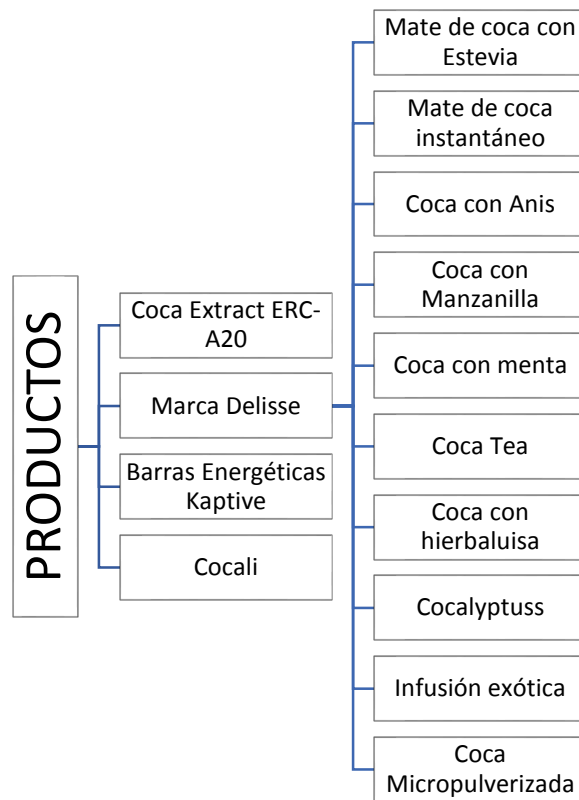 PRODUCTOS
Coca Extract ERC-
A20
Marca Delisse
Barras Energéticas
Kaptive
Cocali
Mate de coca con
Estevia
Mate de coca
instantáneo
Coca con Anis
Coca con
Manzanilla
Coca con menta
Coca Tea
Coca con
hierbaluisa
Cocalyptuss
Infusión exótica
Coca
Micropulverizada